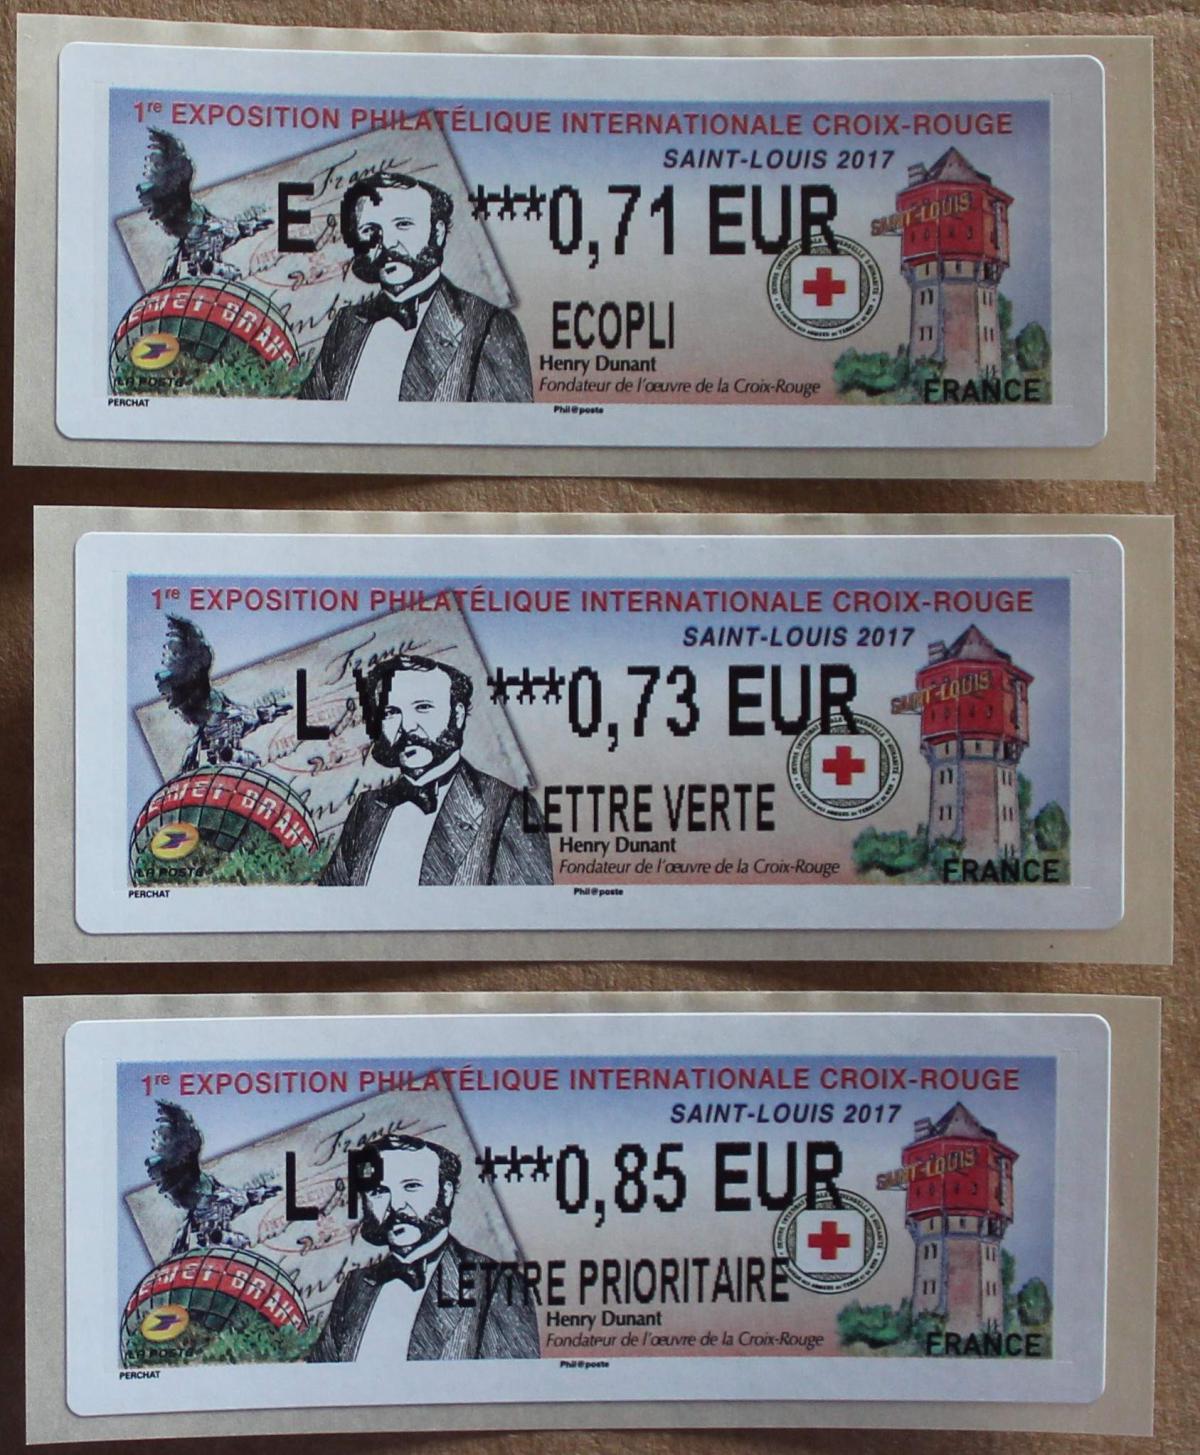 1re EXPOSITION PHILATÉLIQUE INTERNATIONALE CROIX-ROUGE
SAINT-LOUIS 2017
France
SAINT-LOUIS
EC ***0,71 EUR
ECOPLI
Henry Dunant
Fondateur de l'œuvre de la Croix-Rouge
LA POSTE
FRANCE
PERCHAT
Phil@poste
1re EXPOSITION PHILATÉLIQUE INTERNATIONALE CROIX-ROUGE
SAINT-LOUIS 2017
France
SAINT-LOUIS
LV ***0,73 EUR
LETTRE VERTE
Henry Dunant
Fondateur de l'œuvre de la Croix-Rouge
LA POSTE
FRANCE
PERCHAT
Phil@poste
1re EXPOSITION PHILATÉLIQUE INTERNATIONALE CROIX-ROUGE
SAINT-LOUIS 2017
France
SAINT-LOUIS
LP ***0,85 EUR
LETTRE PRIORITAIRE
Henry Dunant
Fondateur de l'œuvre de la Croix-Rouge
LA POSTE
FRANCE
PERCHAT
Phil@poste